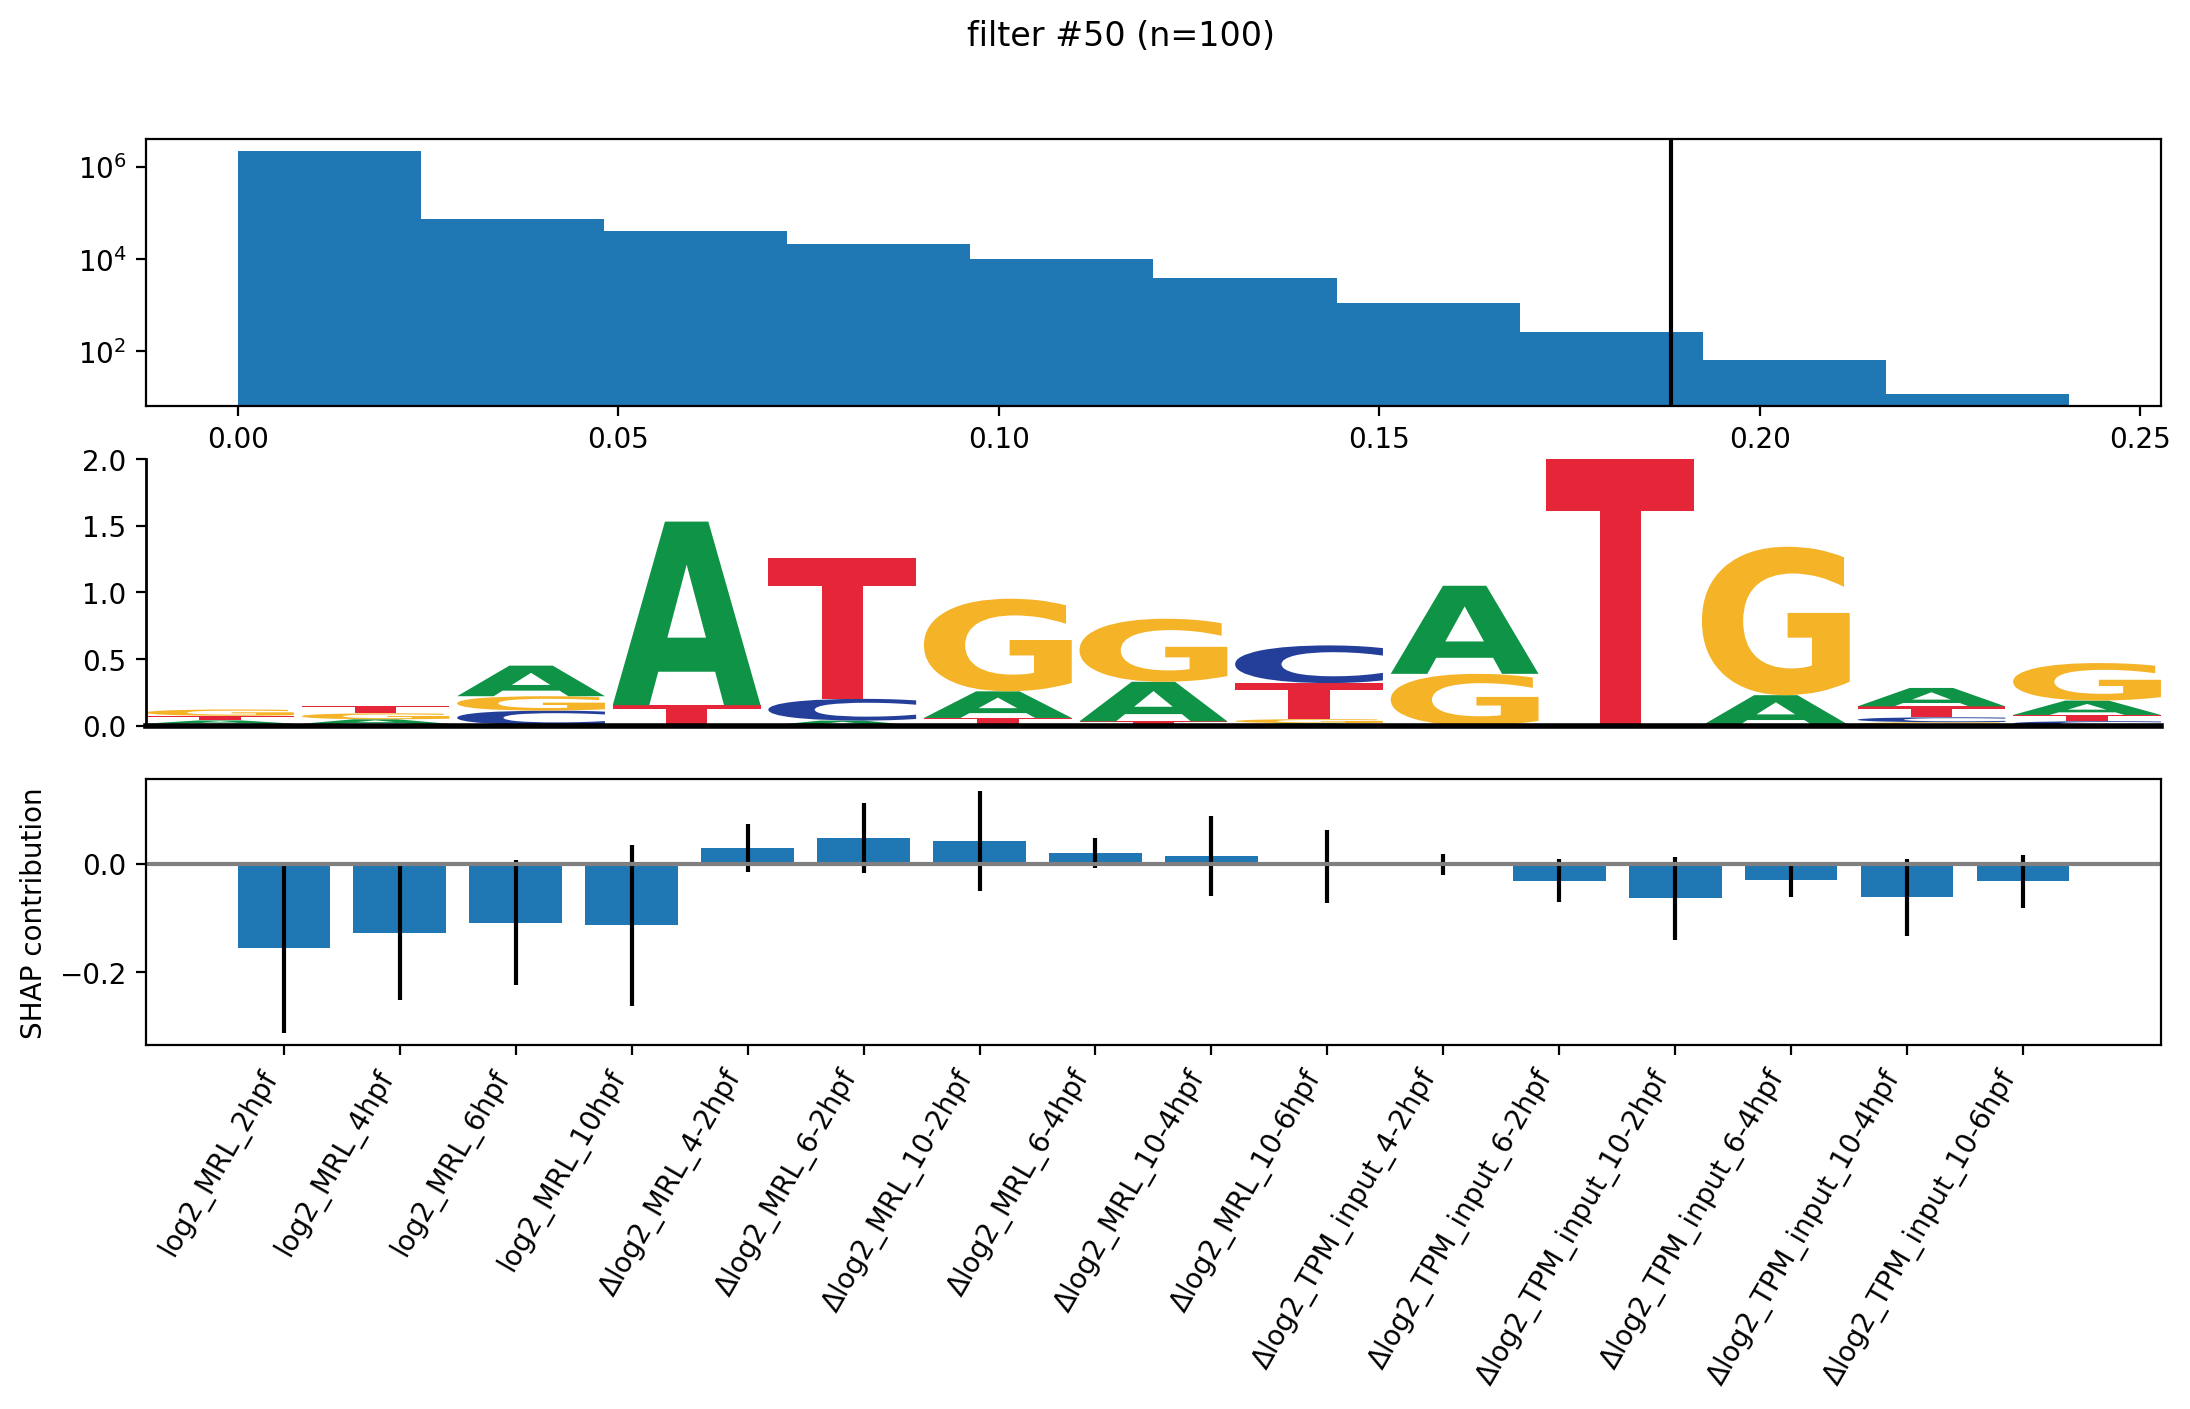 filter #50 (n=100)
10^6
10^4
10^2
0.00 0.05 0.10 0.15 0.20 0.25
2.0
1.5
1.0
0.5
0.0
A T G G C A T G
SHAP contribution
0.0
−0.2
log2_MRL_2hpf
log2_MRL_4hpf
log2_MRL_6hpf
log2_MRL_10hpf
Δlog2_MRL_4-2hpf
Δlog2_MRL_6-2hpf
Δlog2_MRL_10-2hpf
Δlog2_MRL_6-4hpf
Δlog2_MRL_10-4hpf
Δlog2_MRL_10-6hpf
Δlog2_TPM_input_4-2hpf
Δlog2_TPM_input_6-2hpf
Δlog2_TPM_input_10-2hpf
Δlog2_TPM_input_6-4hpf
Δlog2_TPM_input_10-4hpf
Δlog2_TPM_input_10-6hpf